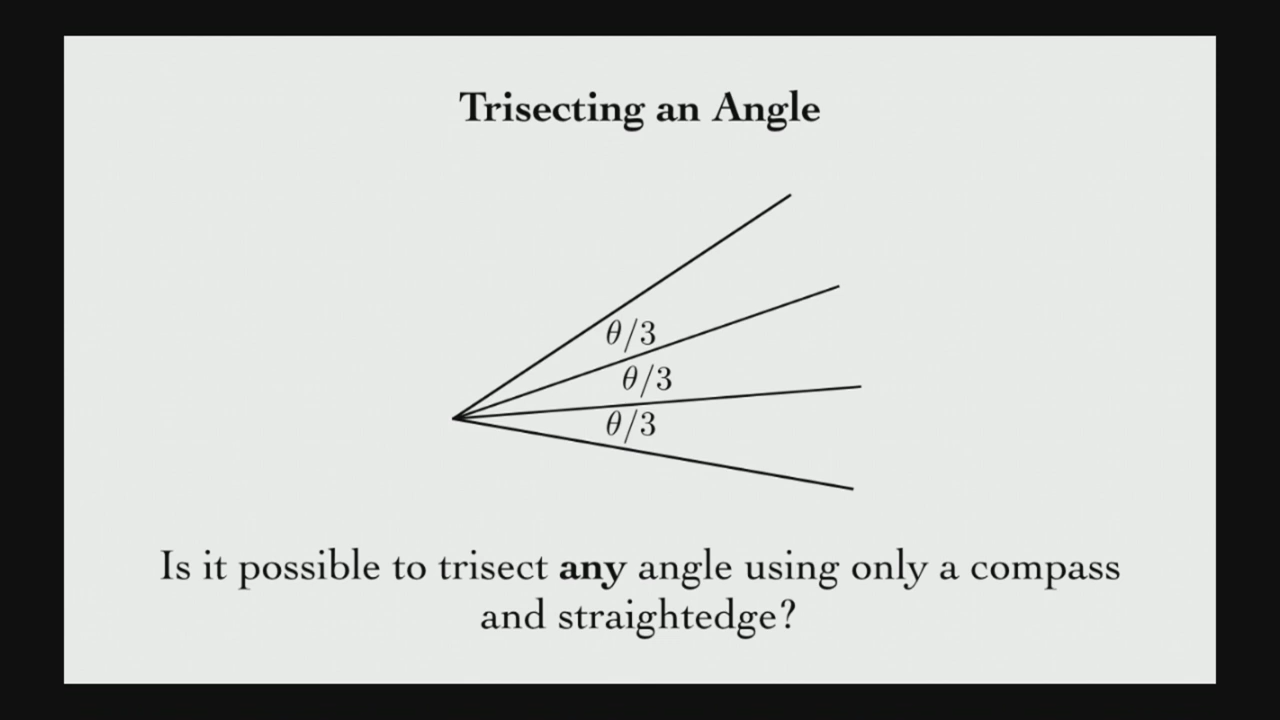 Trisecting an Angle
θ/3
θ/3
θ/3
Is it possible to trisect any angle using only a compass
and straightedge?